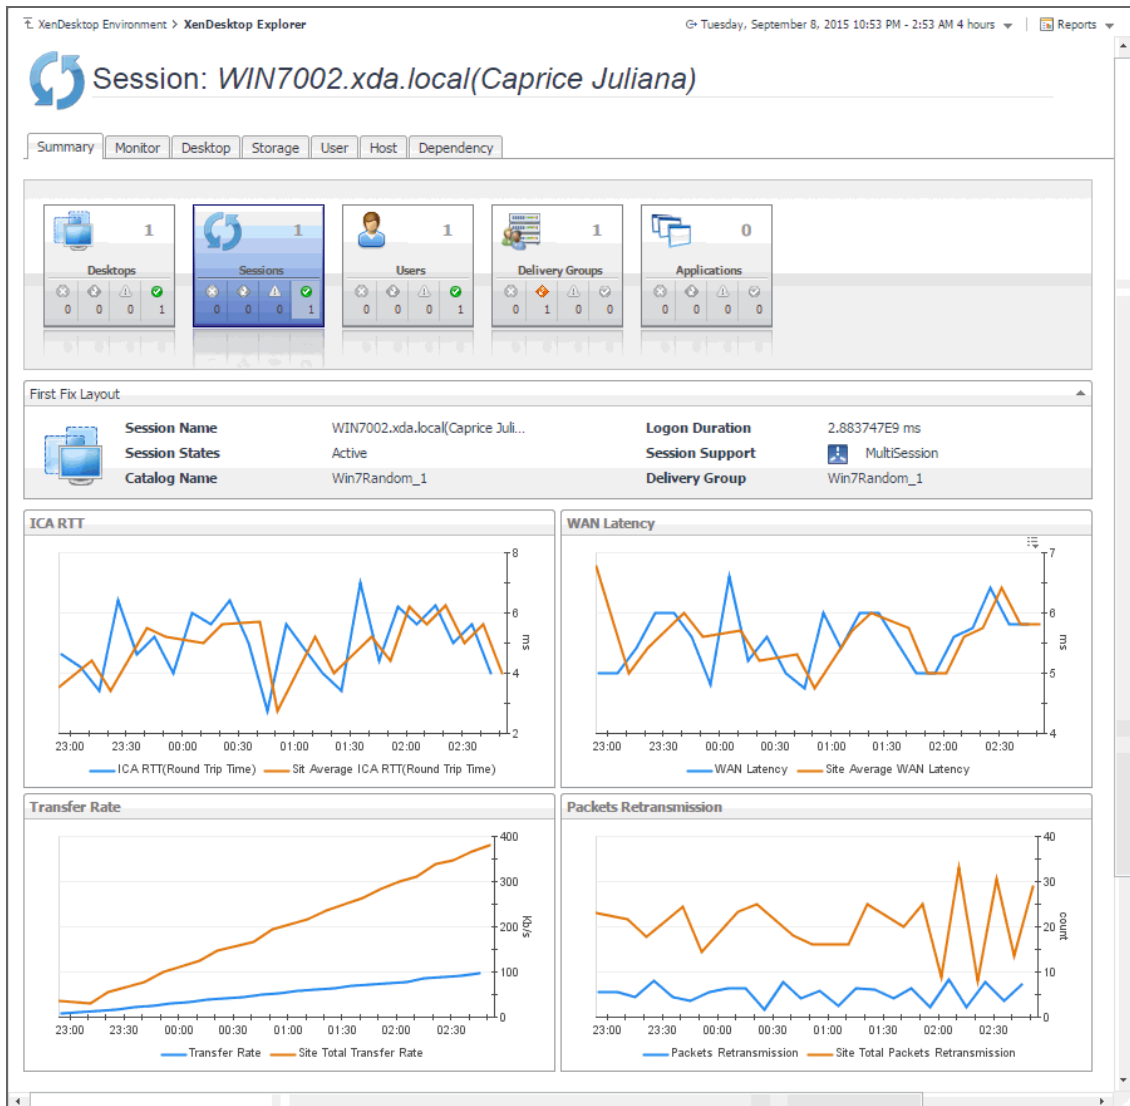 XenDesktop Environment > XenDesktop Explorer
Tuesday, September 8, 2015 10:53 PM - 2:53 AM 4 hours
Reports
Session: WIN7002.xda.local(Caprice Juliana)
Summary Monitor Desktop Storage User Host Dependency
1 1 1 1 0
Desktops Sessions Users Delivery Groups Applications
0 0 0 1 0 0 0 1 0 0 0 1 0 1 0 0 0 0 0 0
First Fix Layout
Session Name WIN7002.xda.local(Caprice Juli... Logon Duration 2.883747E9 ms
Session States Active Session Support MultiSession
Catalog Name Win7Random_1 Delivery Group Win7Random_1
ICA RTT
8
6
ms
4
2
23:00 23:30 00:00 00:30 01:00 01:30 02:00 02:30
ICA RTT(Round Trip Time) Sit Average ICA RTT(Round Trip Time)
WAN Latency
7
6
ms
5
4
23:00 23:30 00:00 00:30 01:00 01:30 02:00 02:30
WAN Latency Site Average WAN Latency
Transfer Rate
400
300
Kb/s
200
100
0
23:00 23:30 00:00 00:30 01:00 01:30 02:00 02:30
Transfer Rate Site Total Transfer Rate
Packets Retransmission
40
30
count
20
10
0
23:00 23:30 00:00 00:30 01:00 01:30 02:00 02:30
Packets Retransmission Site Total Packets Retransmission